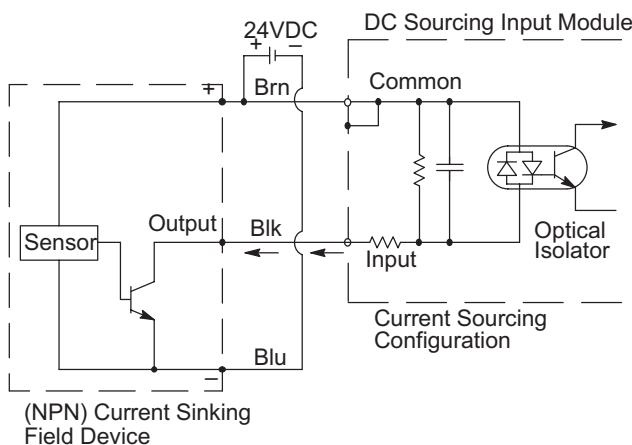 24VDC
+ –
DC Sourcing Input Module
Brn
Common
+
Output
Blk
Sensor
Input
Optical
Isolator
Blu
–
Current Sourcing
Configuration
(NPN) Current Sinking
Field Device